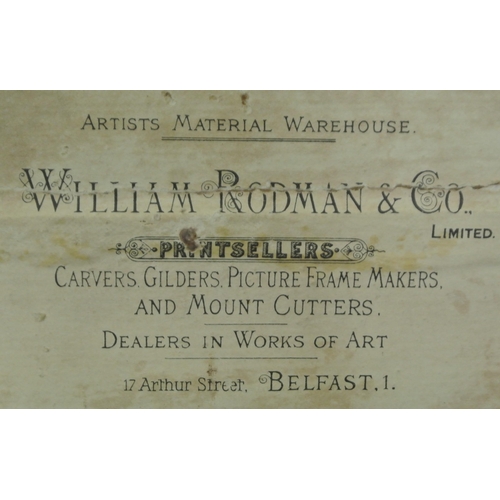 ARTISTS MATERIAL WAREHOUSE.
WILLIAM RODMAN & CO.,
LIMITED.
PRINTSELLERS
CARVERS, GILDERS, PICTURE FRAME MAKERS,
AND MOUNT CUTTERS.
DEALERS IN WORKS OF ART
17 Arthur Street, BELFAST, 1.